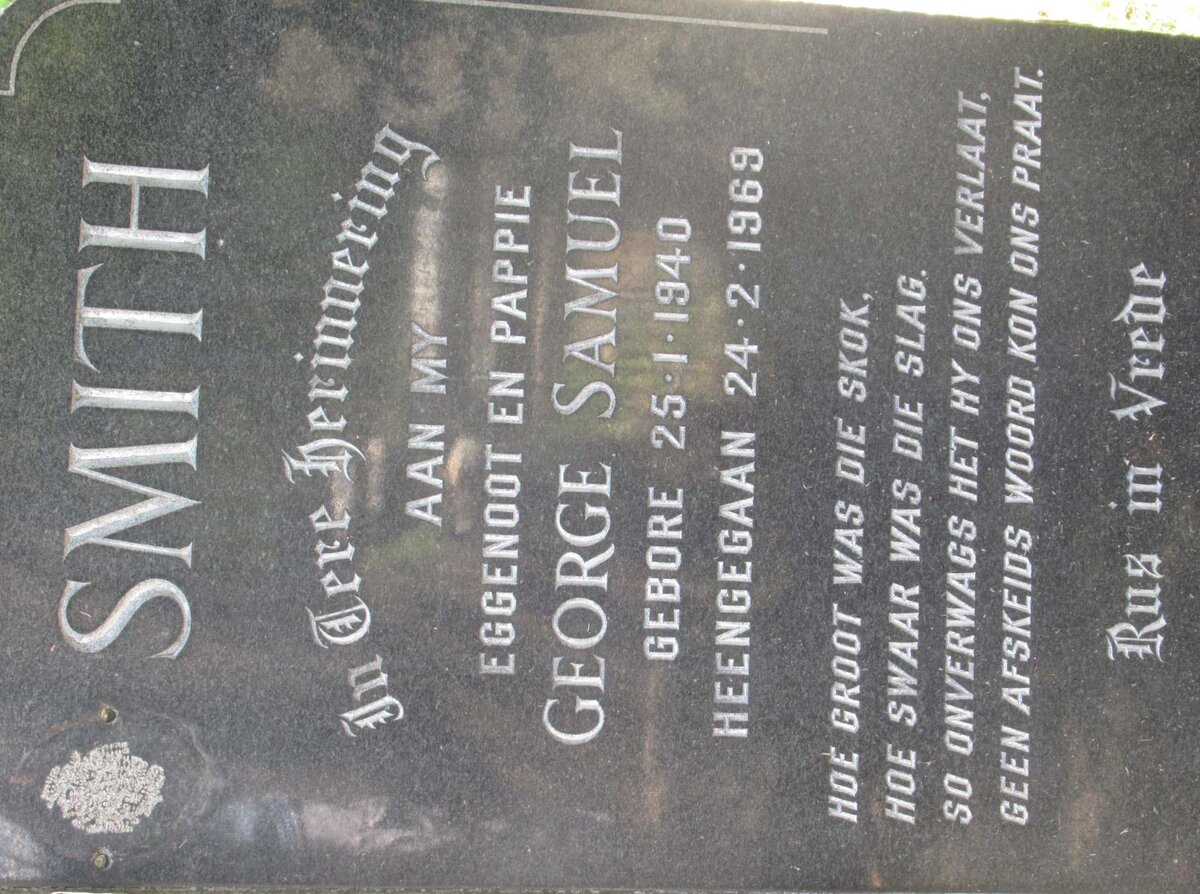 SMITH
In Tere Herinnering
AAN MY
EGGENOOT EN PAPPIE
GEORGE SAMUEL
GEBORE 25·1·1940
HEENGEGAAN 24·2·1969
HOE GROOT WAS DIE SKOK,
HOE SWAAR WAS DIE SLAG.
SO ONVERWAGS HET HY ONS VERLAAT,
GEEN AFSKEIDS WOORD KON ONS PRAAT.
Rus in Vrede